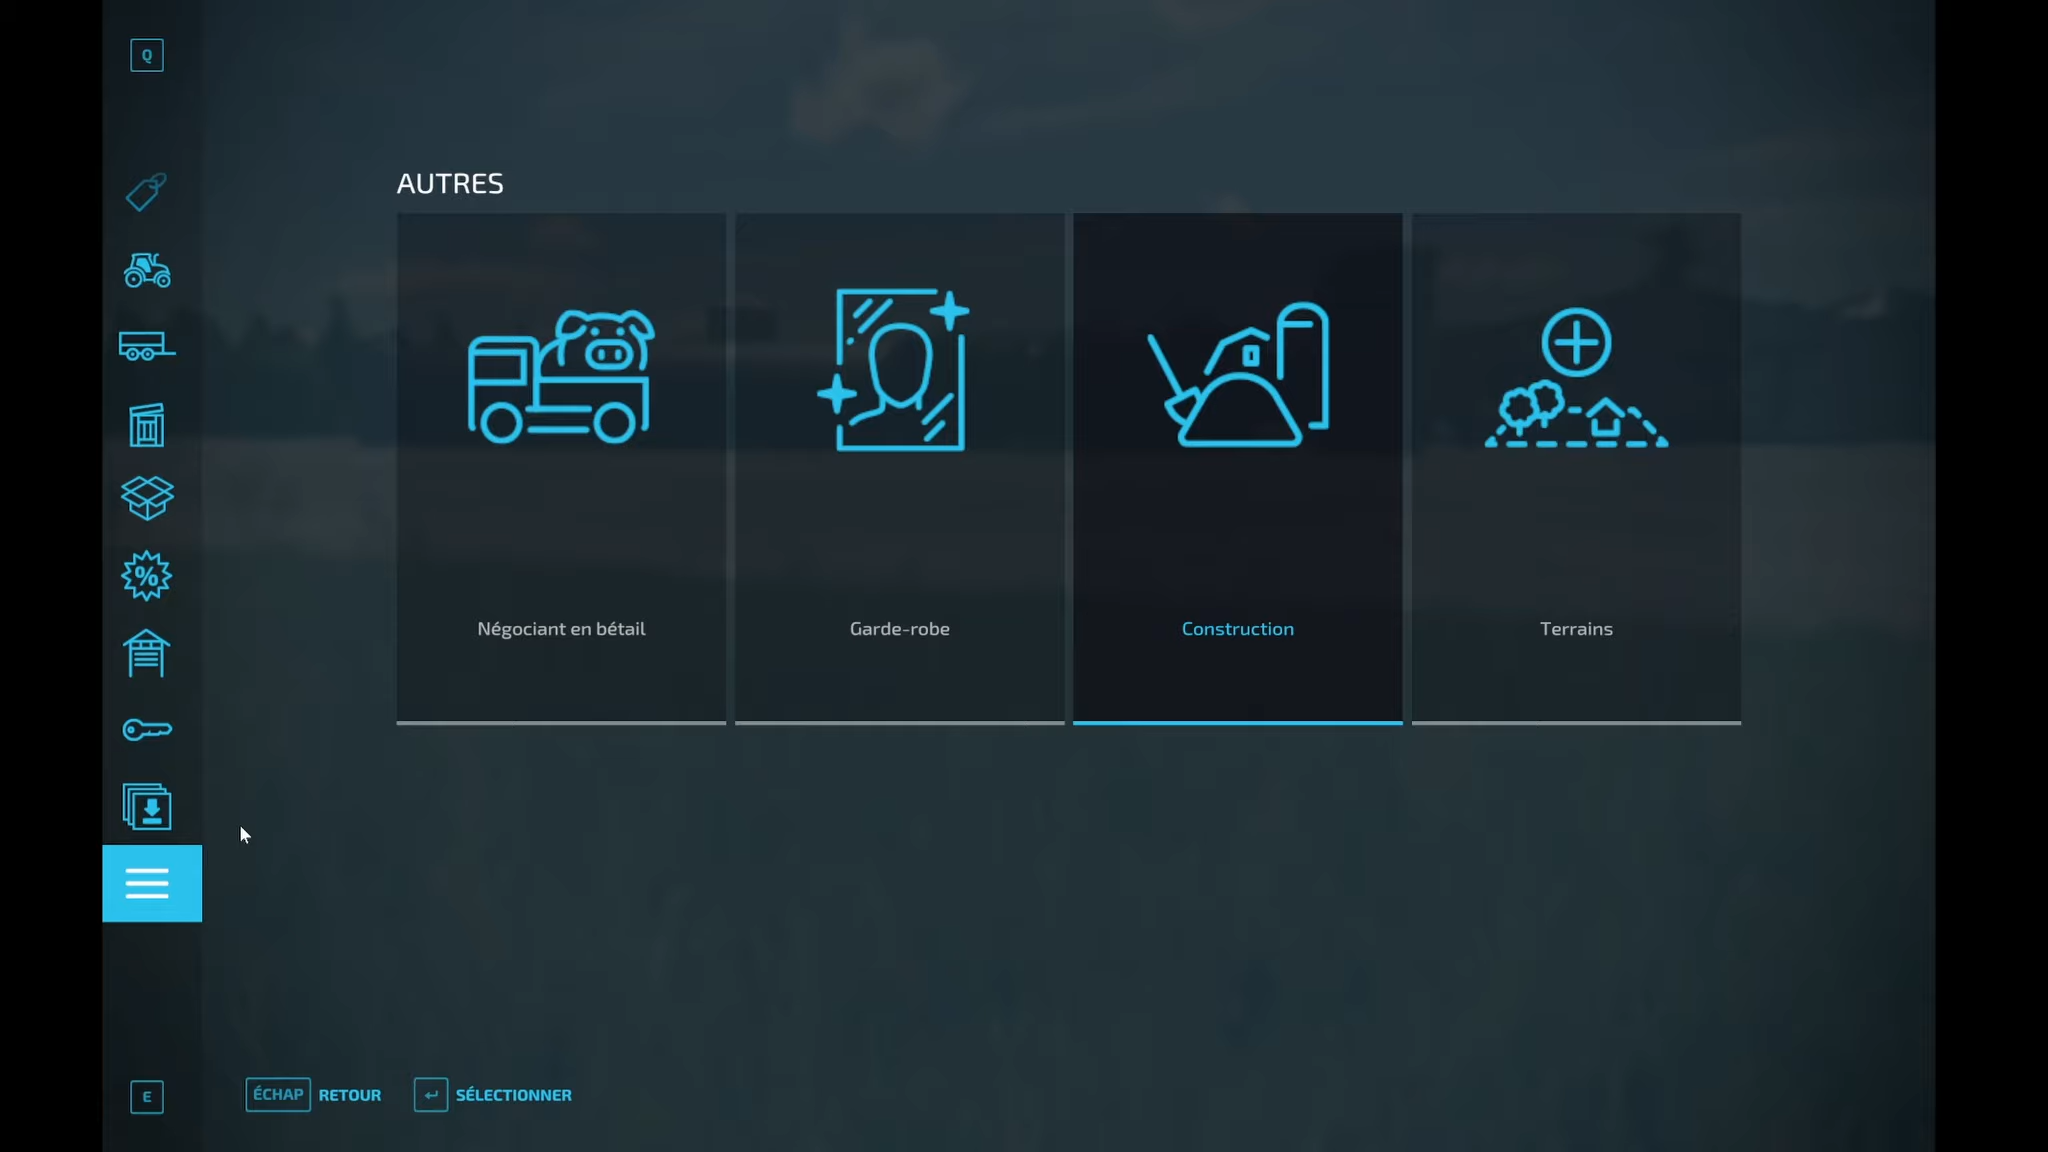 Q
AUTRES
Négociant en bétail
Garde-robe
Construction
Terrains
%
E
ÉCHAP RETOUR
↵ SÉLECTIONNER